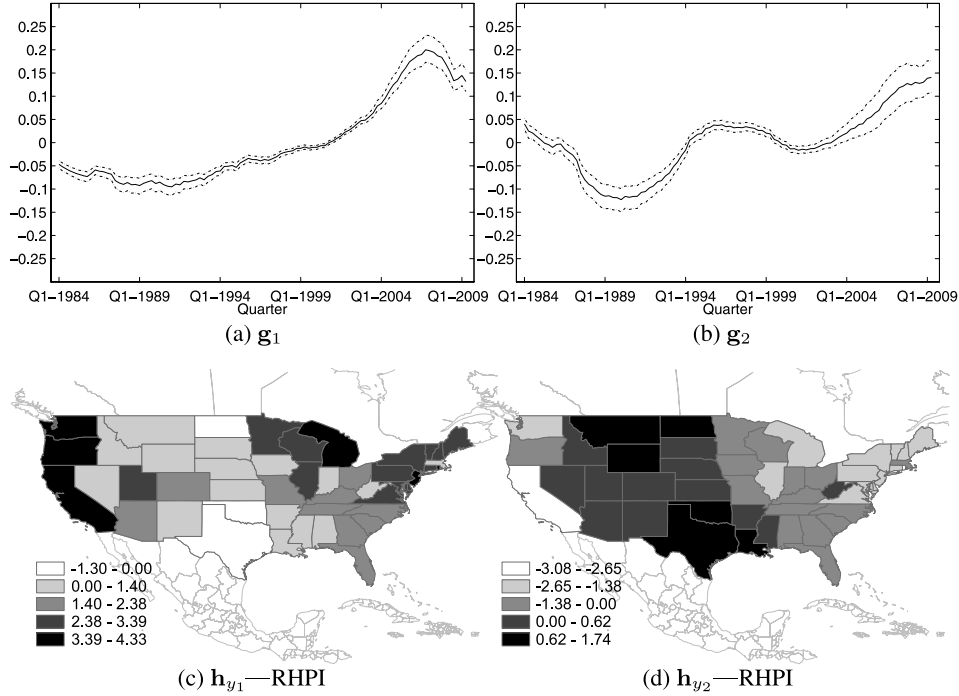 0.25
0.2
0.15
0.1
0.05
0
−0.05
−0.1
−0.15
−0.2
−0.25
Q1−1984 Q1−1989 Q1−1994 Q1−1999 Q1−2004 Q1−2009
Quarter
(a) g1
0.25
0.2
0.15
0.1
0.05
0
−0.05
−0.1
−0.15
−0.2
−0.25
Q1−1984 Q1−1989 Q1−1994 Q1−1999 Q1−2004 Q1−2009
Quarter
(b) g2
-1.30 - 0.00
0.00 - 1.40
1.40 - 2.38
2.38 - 3.39
3.39 - 4.33
(c) hy1—RHPI
-3.08 - -2.65
-2.65 - -1.38
-1.38 - 0.00
0.00 - 0.62
0.62 - 1.74
(d) hy2—RHPI